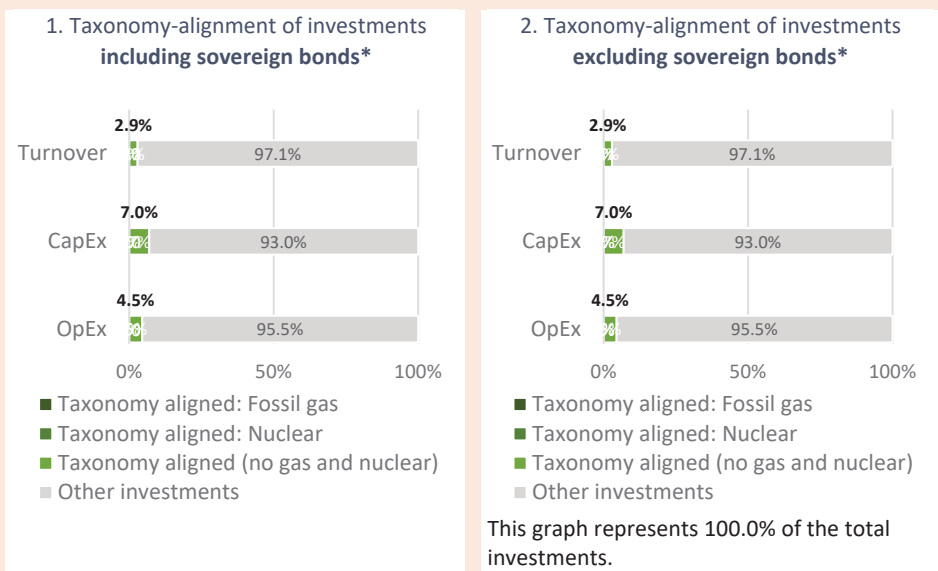 1. Taxonomy-alignment of investments
including sovereign bonds*
2.9%
Turnover
97.1%
7.0%
CapEx
93.0%
4.5%
OpEx
95.5%
0%
50%
100%
■ Taxonomy aligned: Fossil gas
■ Taxonomy aligned: Nuclear
■ Taxonomy aligned (no gas and nuclear)
■ Other investments
2. Taxonomy-alignment of investments
excluding sovereign bonds*
2.9%
Turnover
97.1%
7.0%
CapEx
93.0%
4.5%
OpEx
95.5%
0%
50%
100%
■ Taxonomy aligned: Fossil gas
■ Taxonomy aligned: Nuclear
■ Taxonomy aligned (no gas and nuclear)
■ Other investments
This graph represents 100.0% of the total
investments.